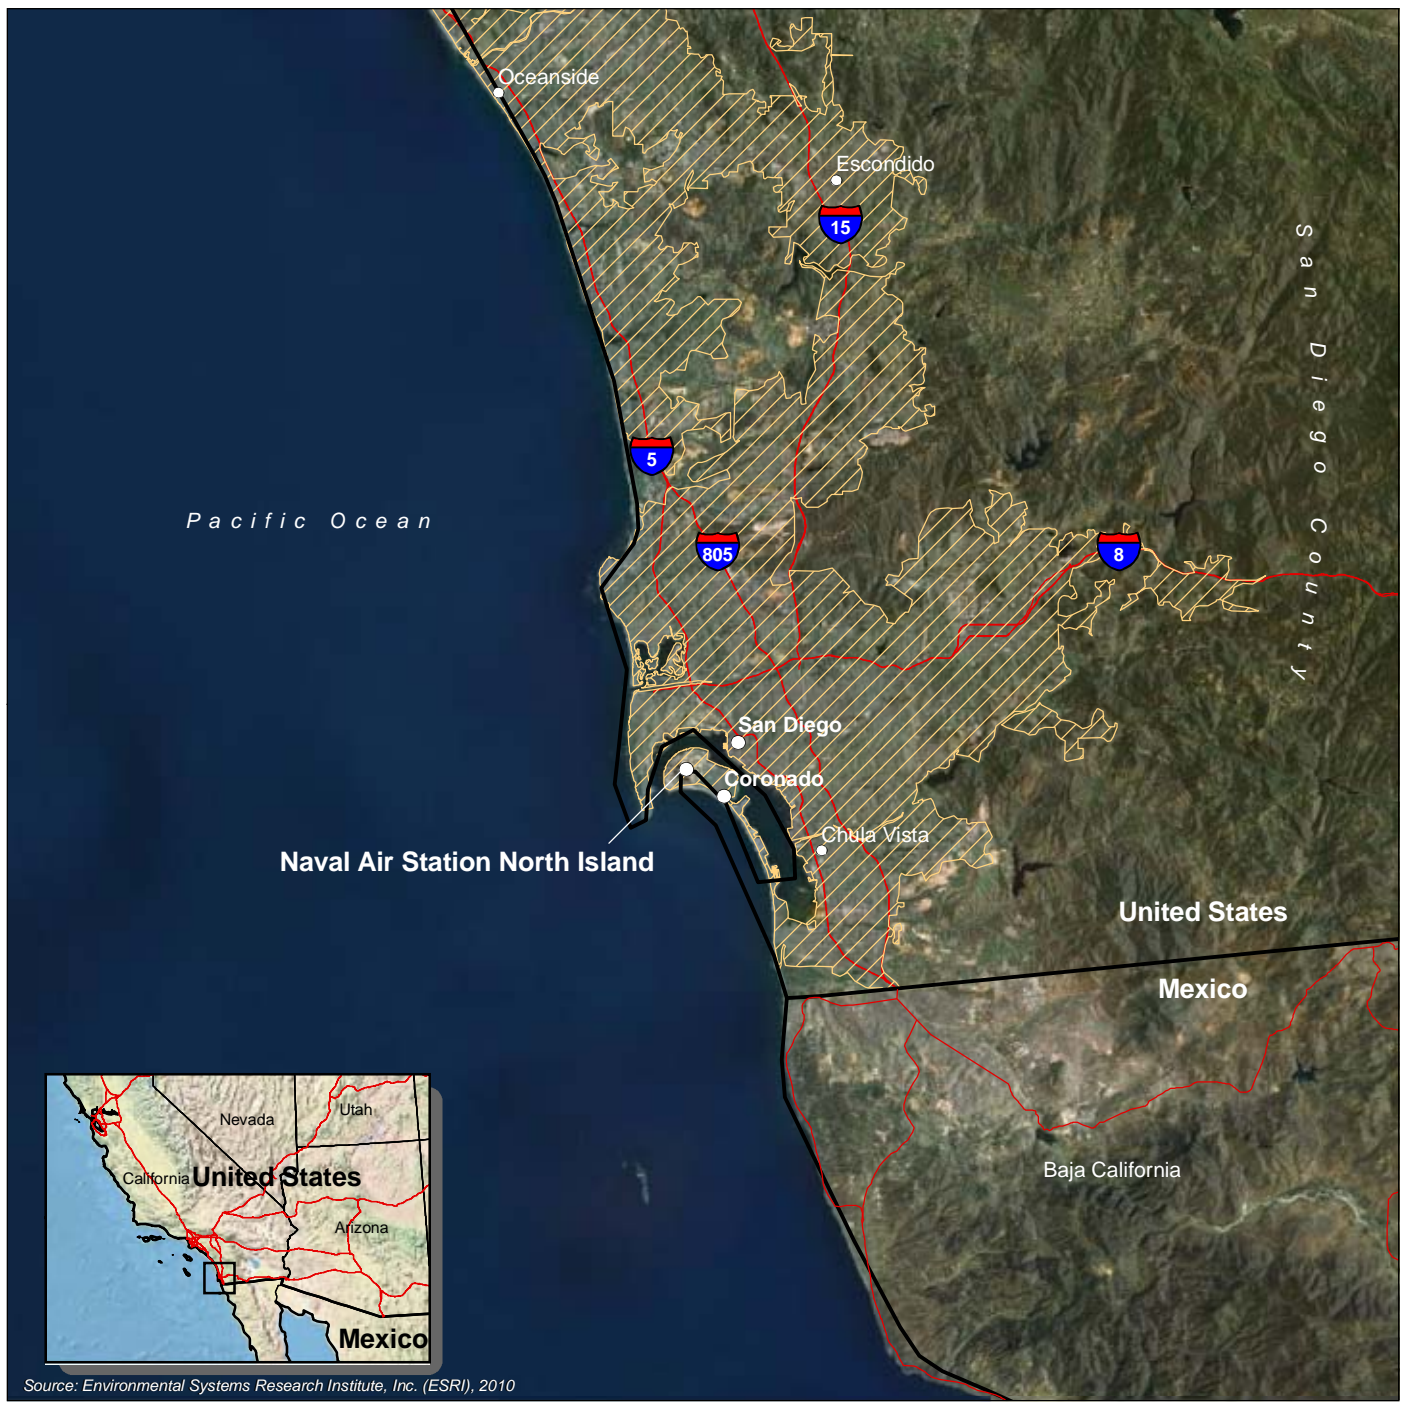 Oceanside
Escondido
15
San Diego County
5
Pacific Ocean
805
8
San Diego
Coronado
Chula Vista
Naval Air Station North Island
United States
Mexico
Nevada
Utah
California
United States
Arizona
Mexico
Baja California
Source: Environmental Systems Research Institute, Inc. (ESRI), 2010